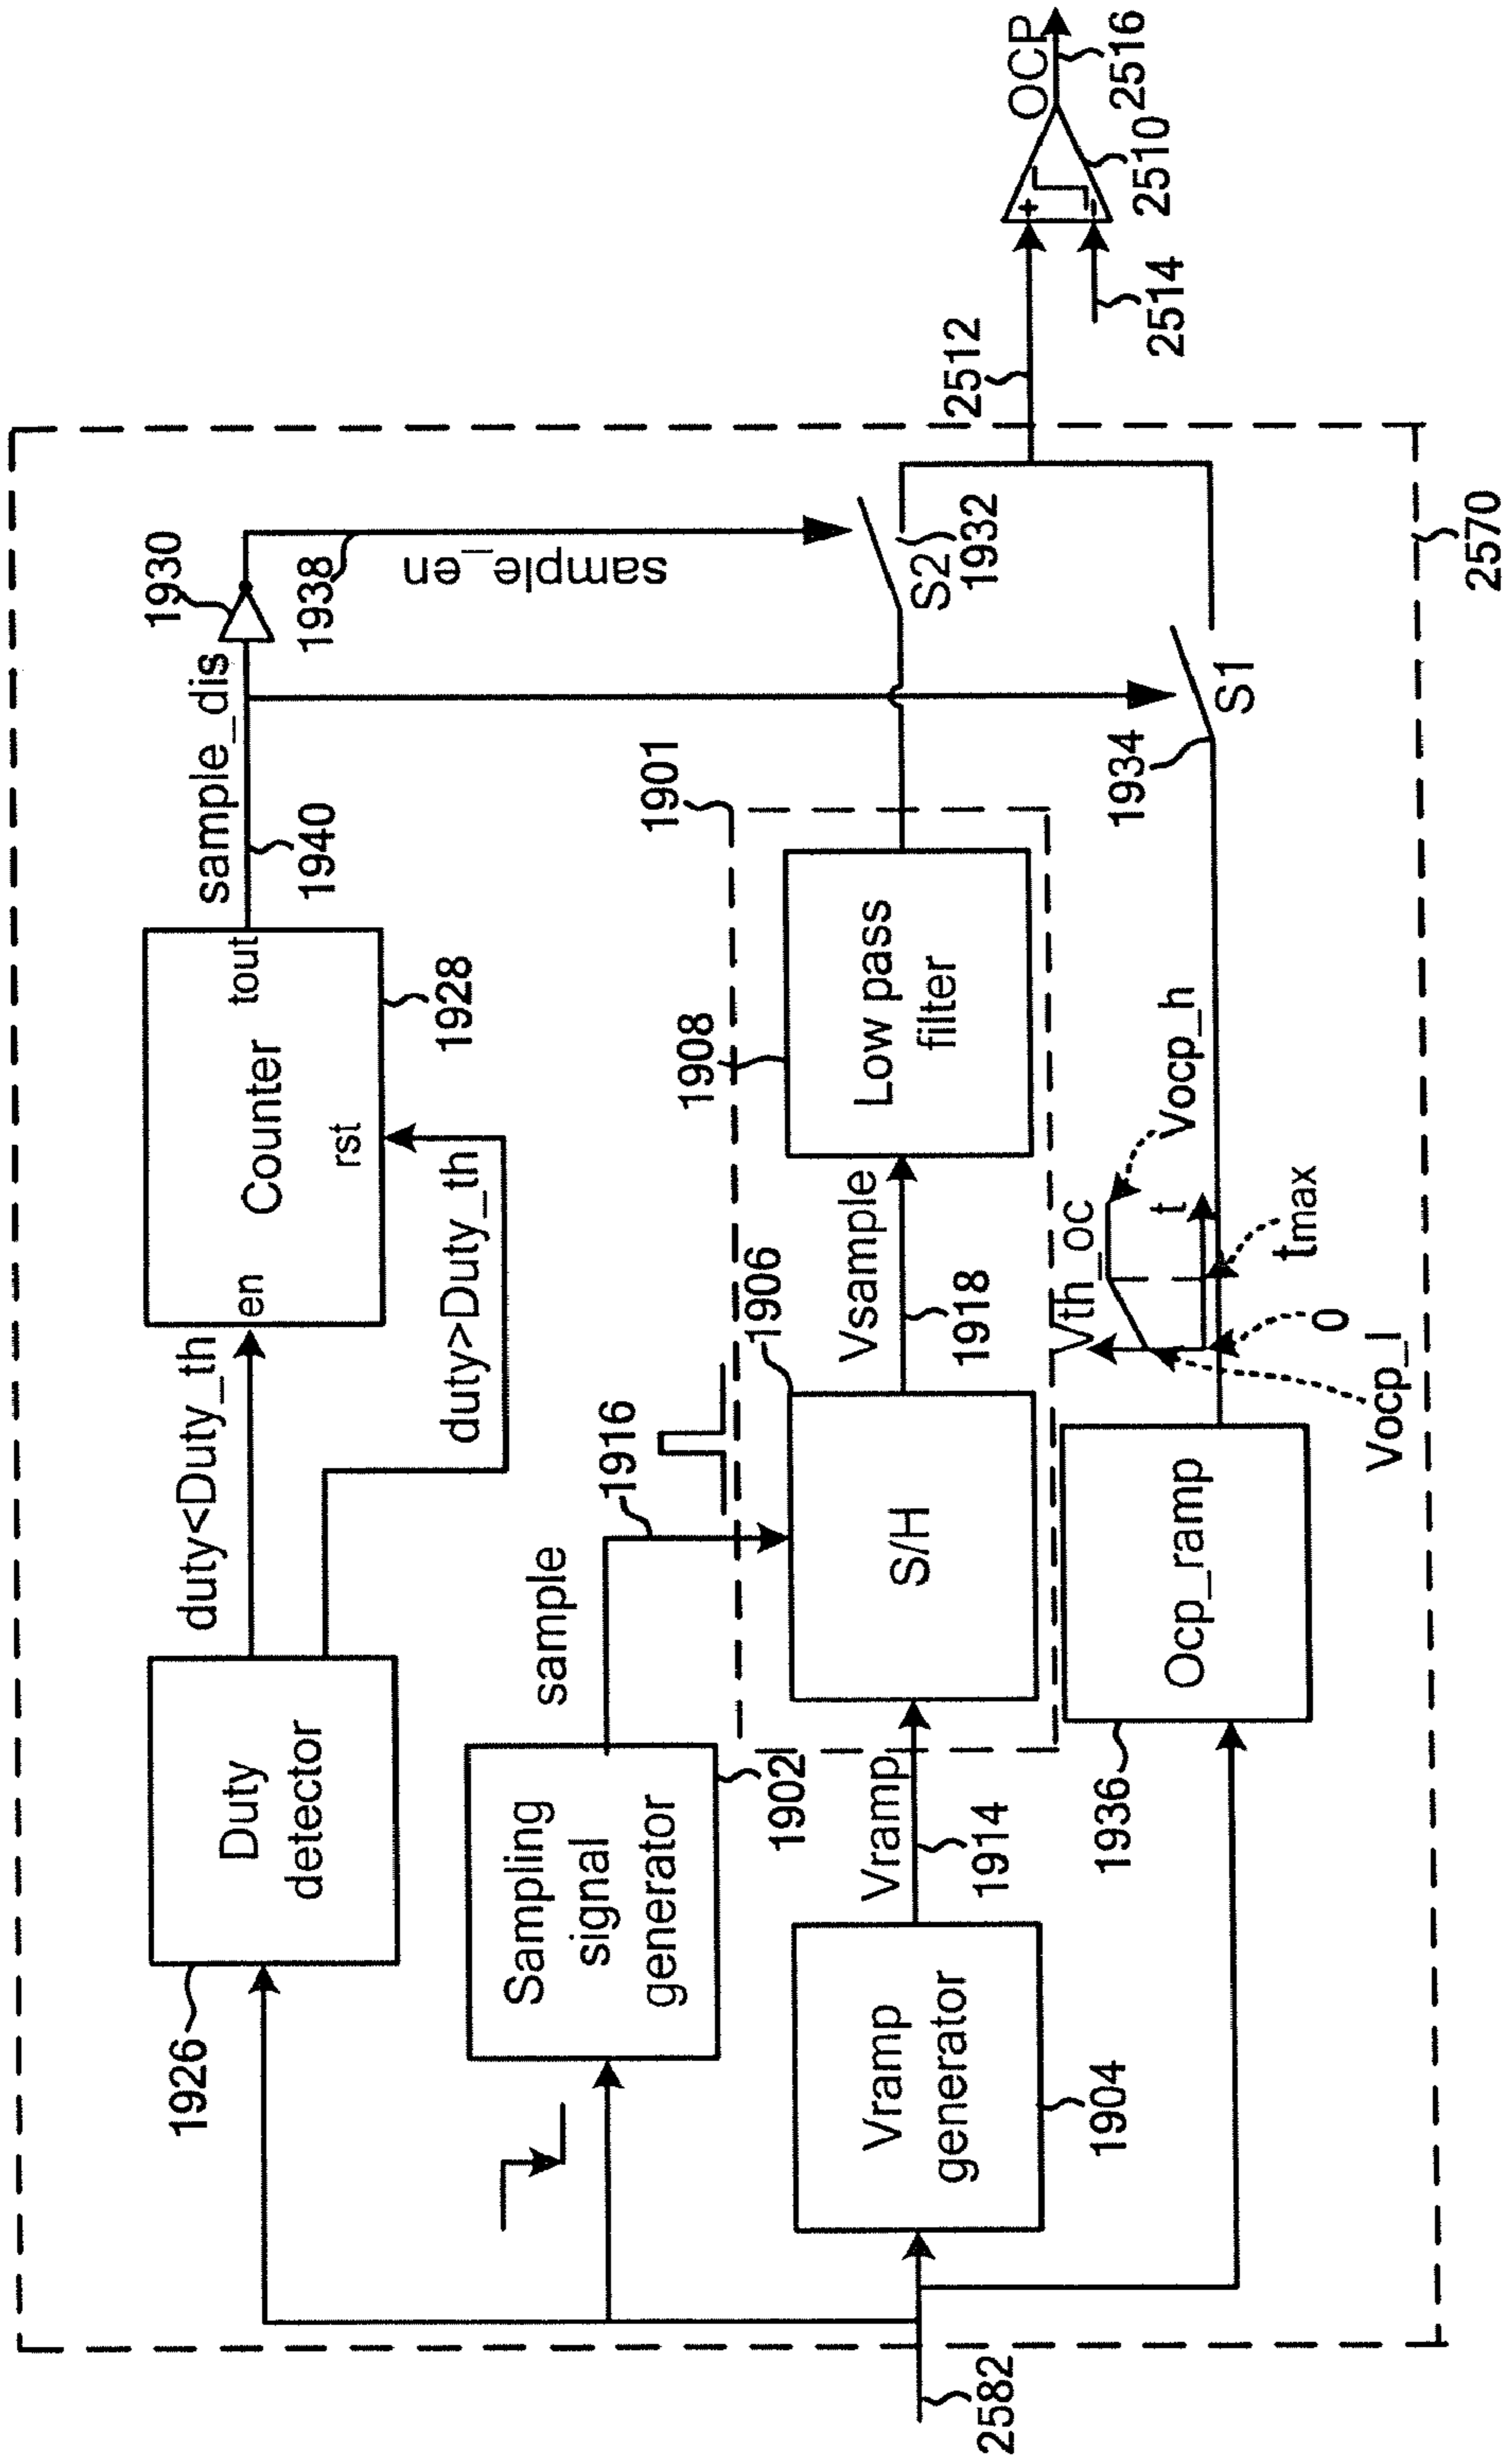 1926
Duty
detector
duty<Duty_th
duty>Duty_th
en
Counter
rst
tout
1928
sample_dis
1940
1930
1938
sample_en
Sampling
signal
generator
1902
sample
1916
2582
Vramp
generator
1904
Vramp
1914
S/H
1906
Vsample
1918
Low pass
filter
1908
1901
S2
1932
Ocp_ramp
1936
Vth_oc
t
Vocp_h
tmax
0
Vocp_l
1934
S1
2512
2514
+
−
2510
OCP
2516
2570